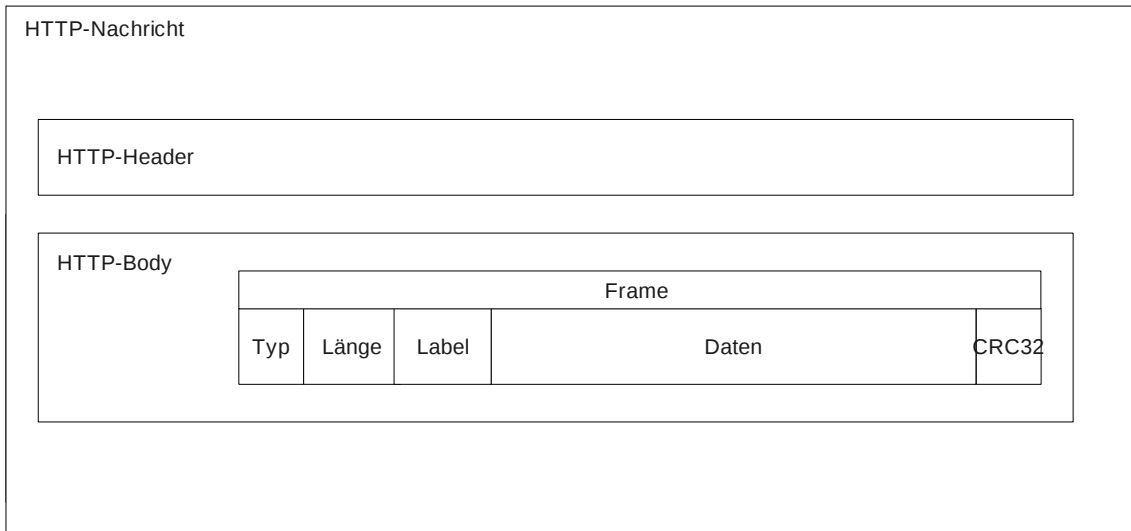 HTTP-Nachricht
HTTP-Header
HTTP-Body
Frame
Typ Länge Label Daten CRC32